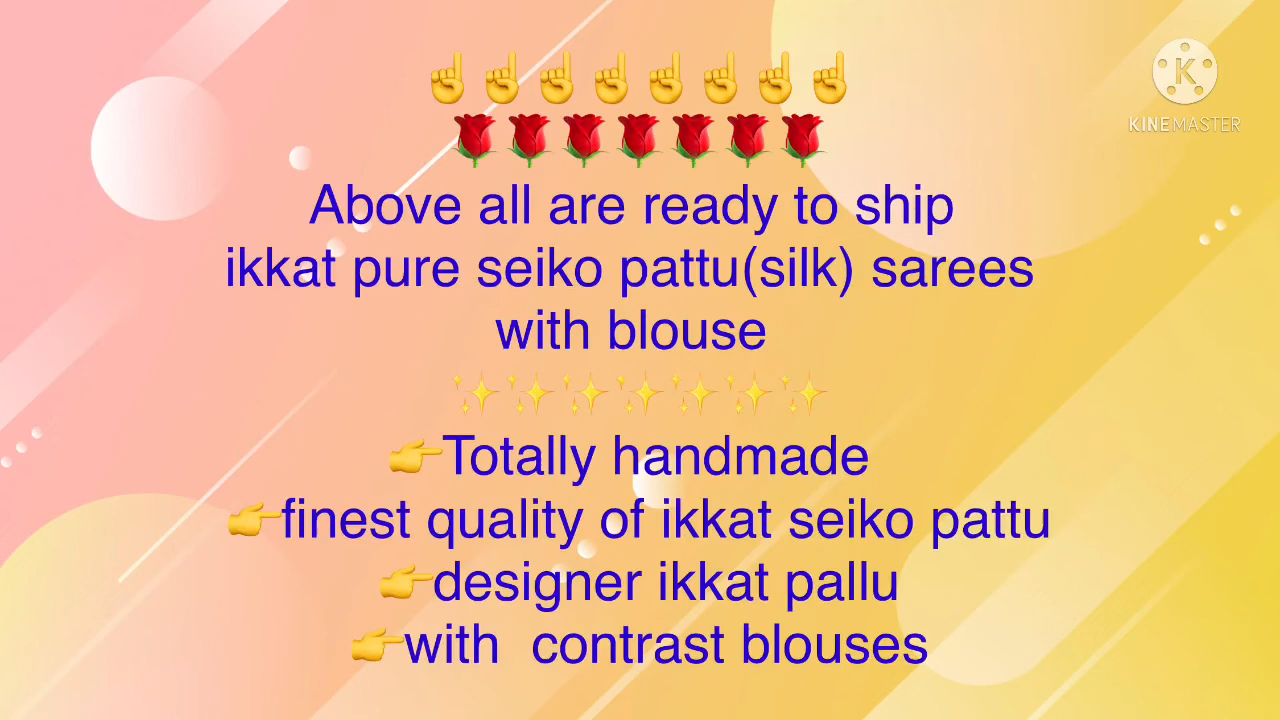 ☝☝☝☝☝☝☝☝
🌹🌹🌹🌹🌹🌹🌹
KINEMASTER
Above all are ready to ship
ikkat pure seiko pattu(silk) sarees
with blouse
✨✨✨✨✨✨✨
👉Totally handmade
👉finest quality of ikkat seiko pattu
👉designer ikkat pallu
👉with  contrast blouses